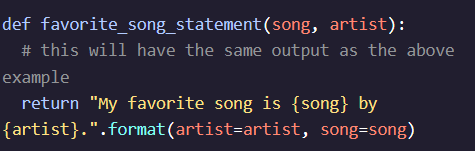 def favorite_song_statement(song, artist):
  # this will have the same output as the above
example
  return "My favorite song is {song} by
{artist}.".format(artist=artist, song=song)